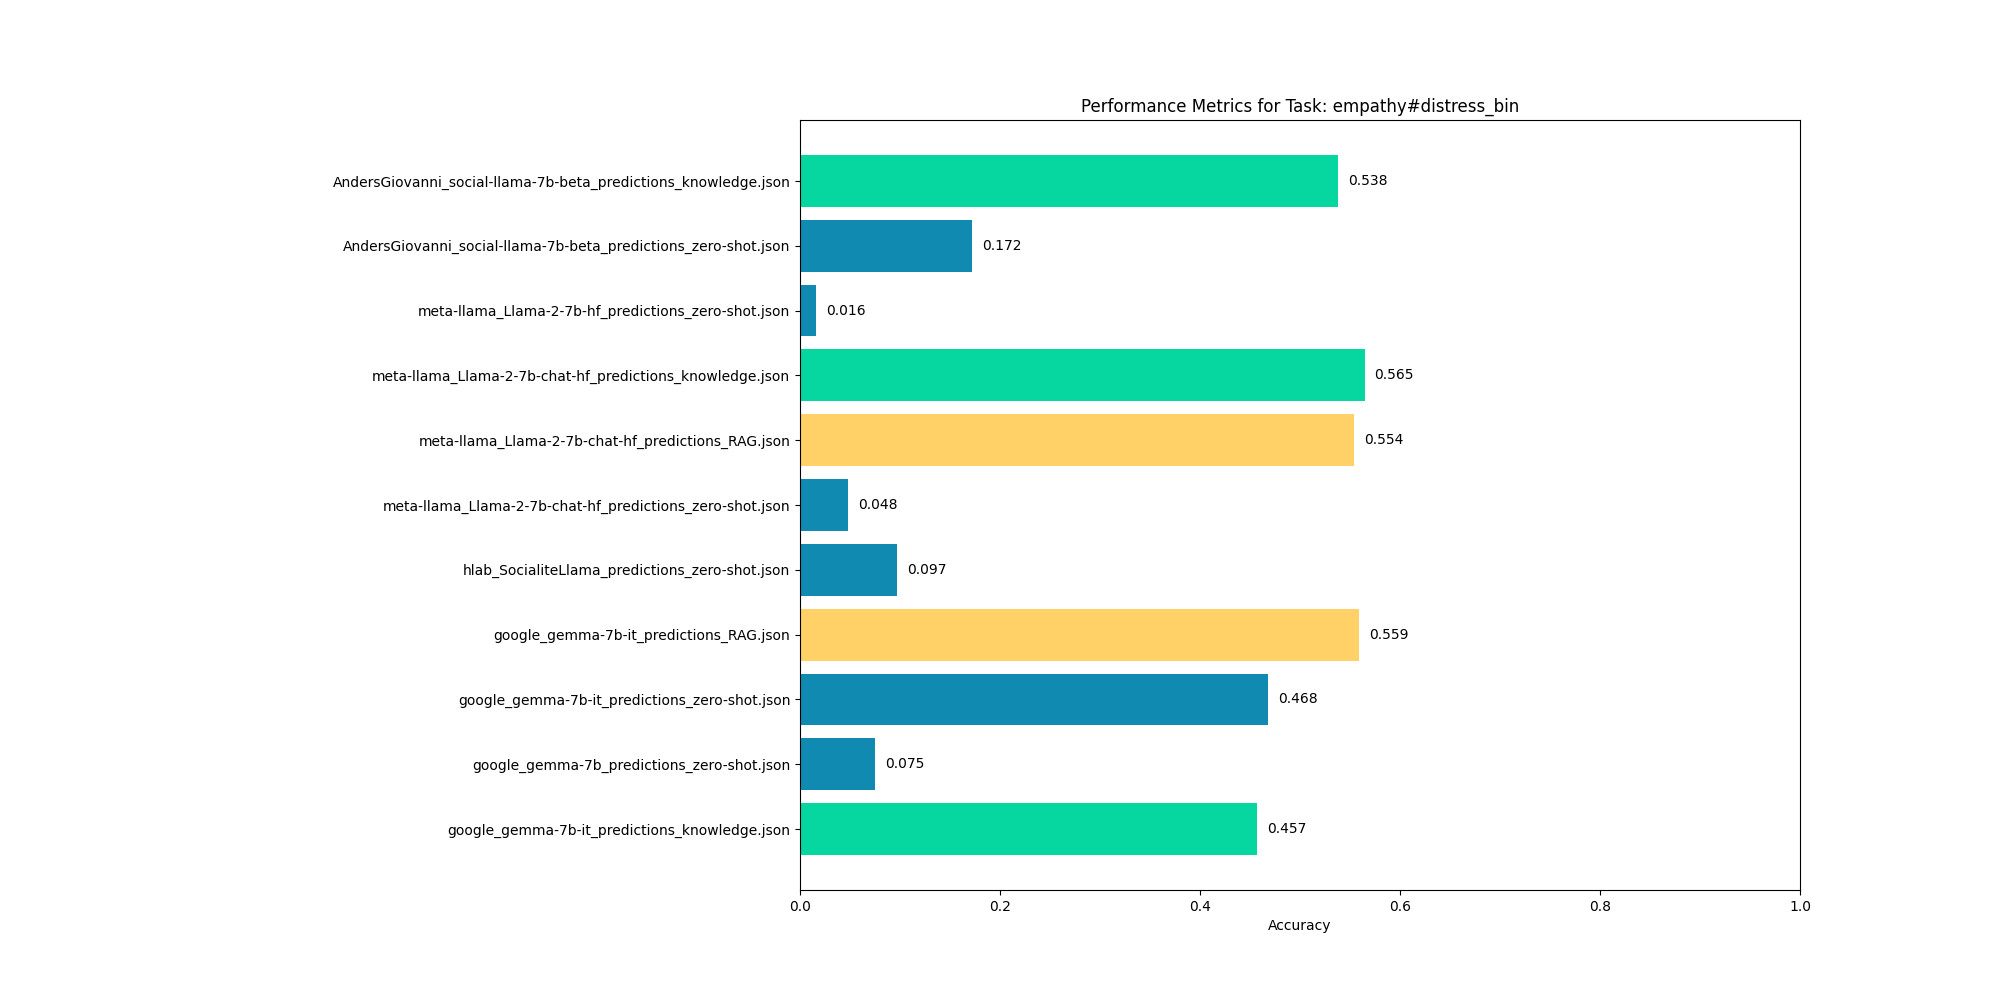 Performance Metrics for Task: empathy#distress_bin
AndersGiovanni_social-llama-7b-beta_predictions_knowledge.json 0.538
AndersGiovanni_social-llama-7b-beta_predictions_zero-shot.json 0.172
meta-llama_Llama-2-7b-hf_predictions_zero-shot.json 0.016
meta-llama_Llama-2-7b-chat-hf_predictions_knowledge.json 0.565
meta-llama_Llama-2-7b-chat-hf_predictions_RAG.json 0.554
meta-llama_Llama-2-7b-chat-hf_predictions_zero-shot.json 0.048
hlab_SocialiteLlama_predictions_zero-shot.json 0.097
google_gemma-7b-it_predictions_RAG.json 0.559
google_gemma-7b-it_predictions_zero-shot.json 0.468
google_gemma-7b_predictions_zero-shot.json 0.075
google_gemma-7b-it_predictions_knowledge.json 0.457
0.0 0.2 0.4 0.6 0.8 1.0
Accuracy